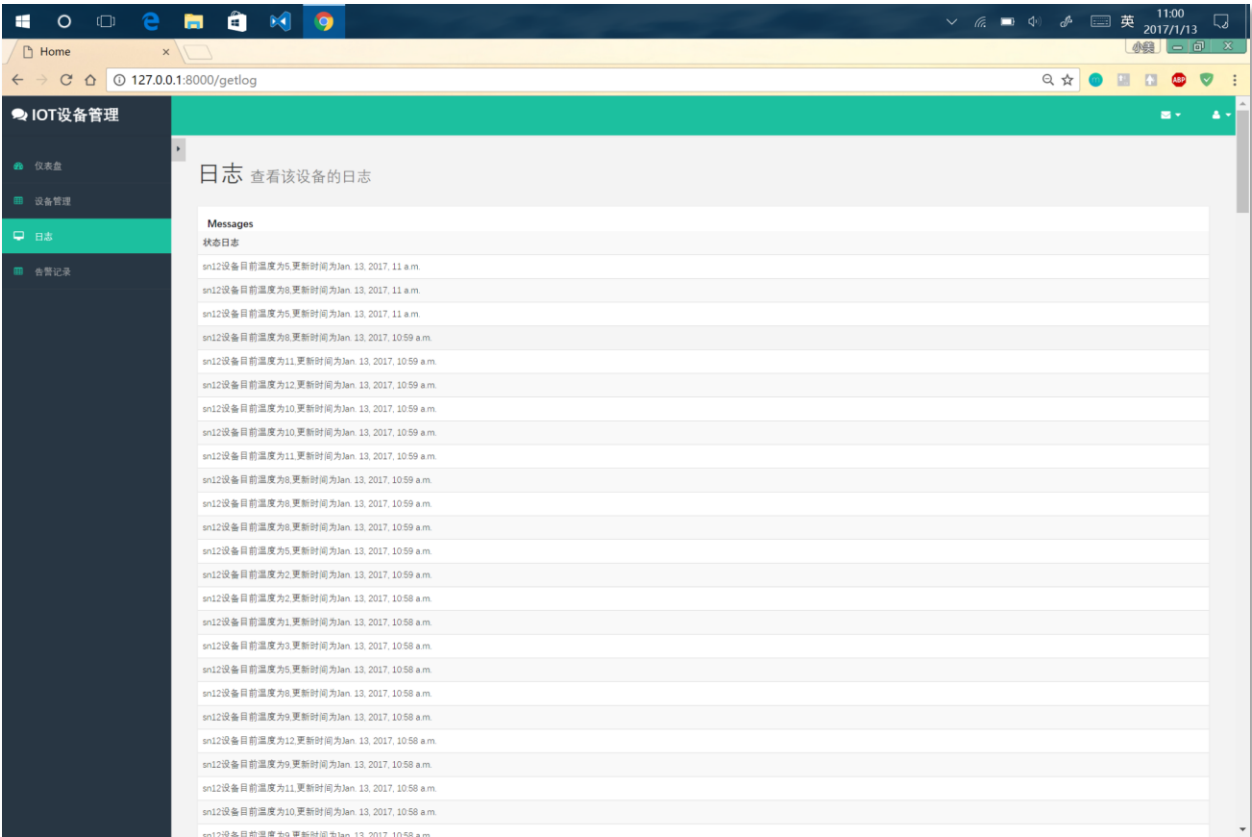 英
11:00
2017/1/13
Home
小樊
127.0.0.1:8000/getlog
ABP
IOT设备管理
仪表盘
设备管理
日志
告警记录
日志 查看该设备的日志
Messages
状态日志
sn12设备目前温度为5,更新时间为Jan. 13, 2017, 11 a.m.
sn12设备目前温度为8,更新时间为Jan. 13, 2017, 11 a.m.
sn12设备目前温度为5,更新时间为Jan. 13, 2017, 11 a.m.
sn12设备目前温度为8,更新时间为Jan. 13, 2017, 10:59 a.m.
sn12设备目前温度为11,更新时间为Jan. 13, 2017, 10:59 a.m.
sn12设备目前温度为12,更新时间为Jan. 13, 2017, 10:59 a.m.
sn12设备目前温度为10,更新时间为Jan. 13, 2017, 10:59 a.m.
sn12设备目前温度为10,更新时间为Jan. 13, 2017, 10:59 a.m.
sn12设备目前温度为11,更新时间为Jan. 13, 2017, 10:59 a.m.
sn12设备目前温度为8,更新时间为Jan. 13, 2017, 10:59 a.m.
sn12设备目前温度为8,更新时间为Jan. 13, 2017, 10:59 a.m.
sn12设备目前温度为8,更新时间为Jan. 13, 2017, 10:59 a.m.
sn12设备目前温度为5,更新时间为Jan. 13, 2017, 10:59 a.m.
sn12设备目前温度为2,更新时间为Jan. 13, 2017, 10:59 a.m.
sn12设备目前温度为2,更新时间为Jan. 13, 2017, 10:58 a.m.
sn12设备目前温度为1,更新时间为Jan. 13, 2017, 10:58 a.m.
sn12设备目前温度为3,更新时间为Jan. 13, 2017, 10:58 a.m.
sn12设备目前温度为5,更新时间为Jan. 13, 2017, 10:58 a.m.
sn12设备目前温度为8,更新时间为Jan. 13, 2017, 10:58 a.m.
sn12设备目前温度为9,更新时间为Jan. 13, 2017, 10:58 a.m.
sn12设备目前温度为12,更新时间为Jan. 13, 2017, 10:58 a.m.
sn12设备目前温度为9,更新时间为Jan. 13, 2017, 10:58 a.m.
sn12设备目前温度为11,更新时间为Jan. 13, 2017, 10:58 a.m.
sn12设备目前温度为10,更新时间为Jan. 13, 2017, 10:58 a.m.
sn12设备目前温度为9,更新时间为Jan. 13, 2017, 10:58 a.m.